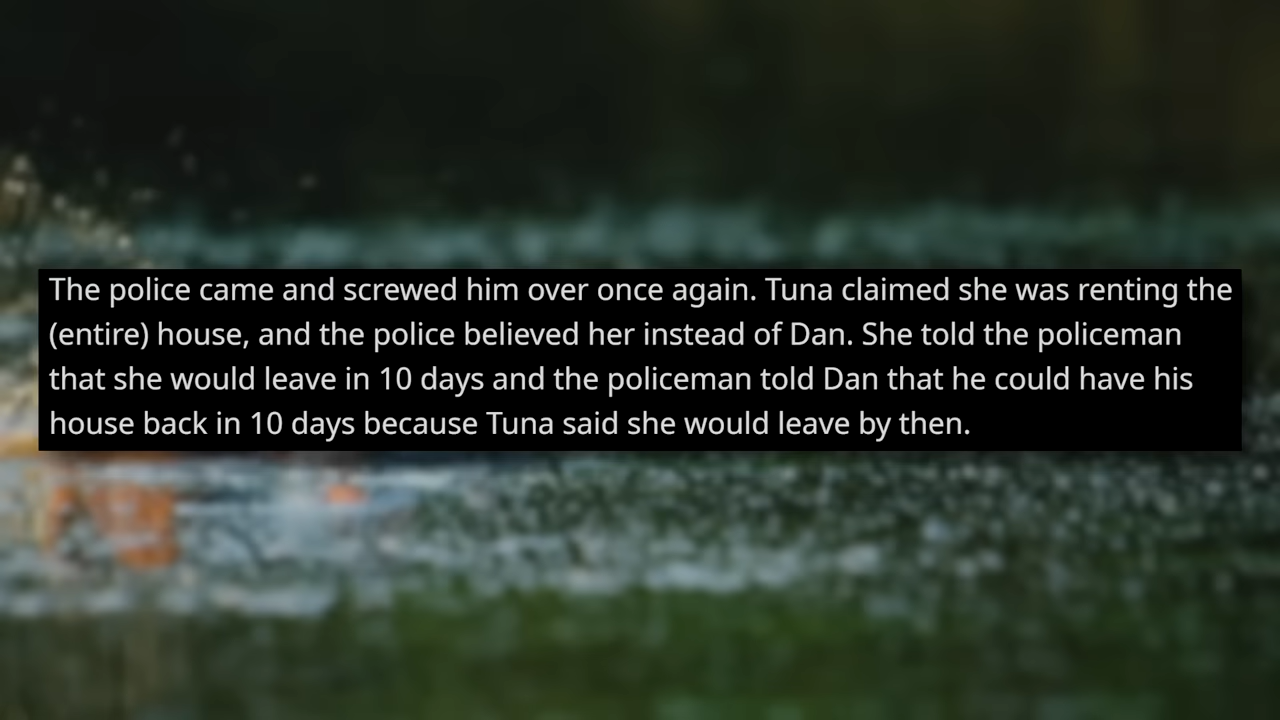 The police came and screwed him over once again. Tuna claimed she was renting the
(entire) house, and the police believed her instead of Dan. She told the policeman
that she would leave in 10 days and the policeman told Dan that he could have his
house back in 10 days because Tuna said she would leave by then.